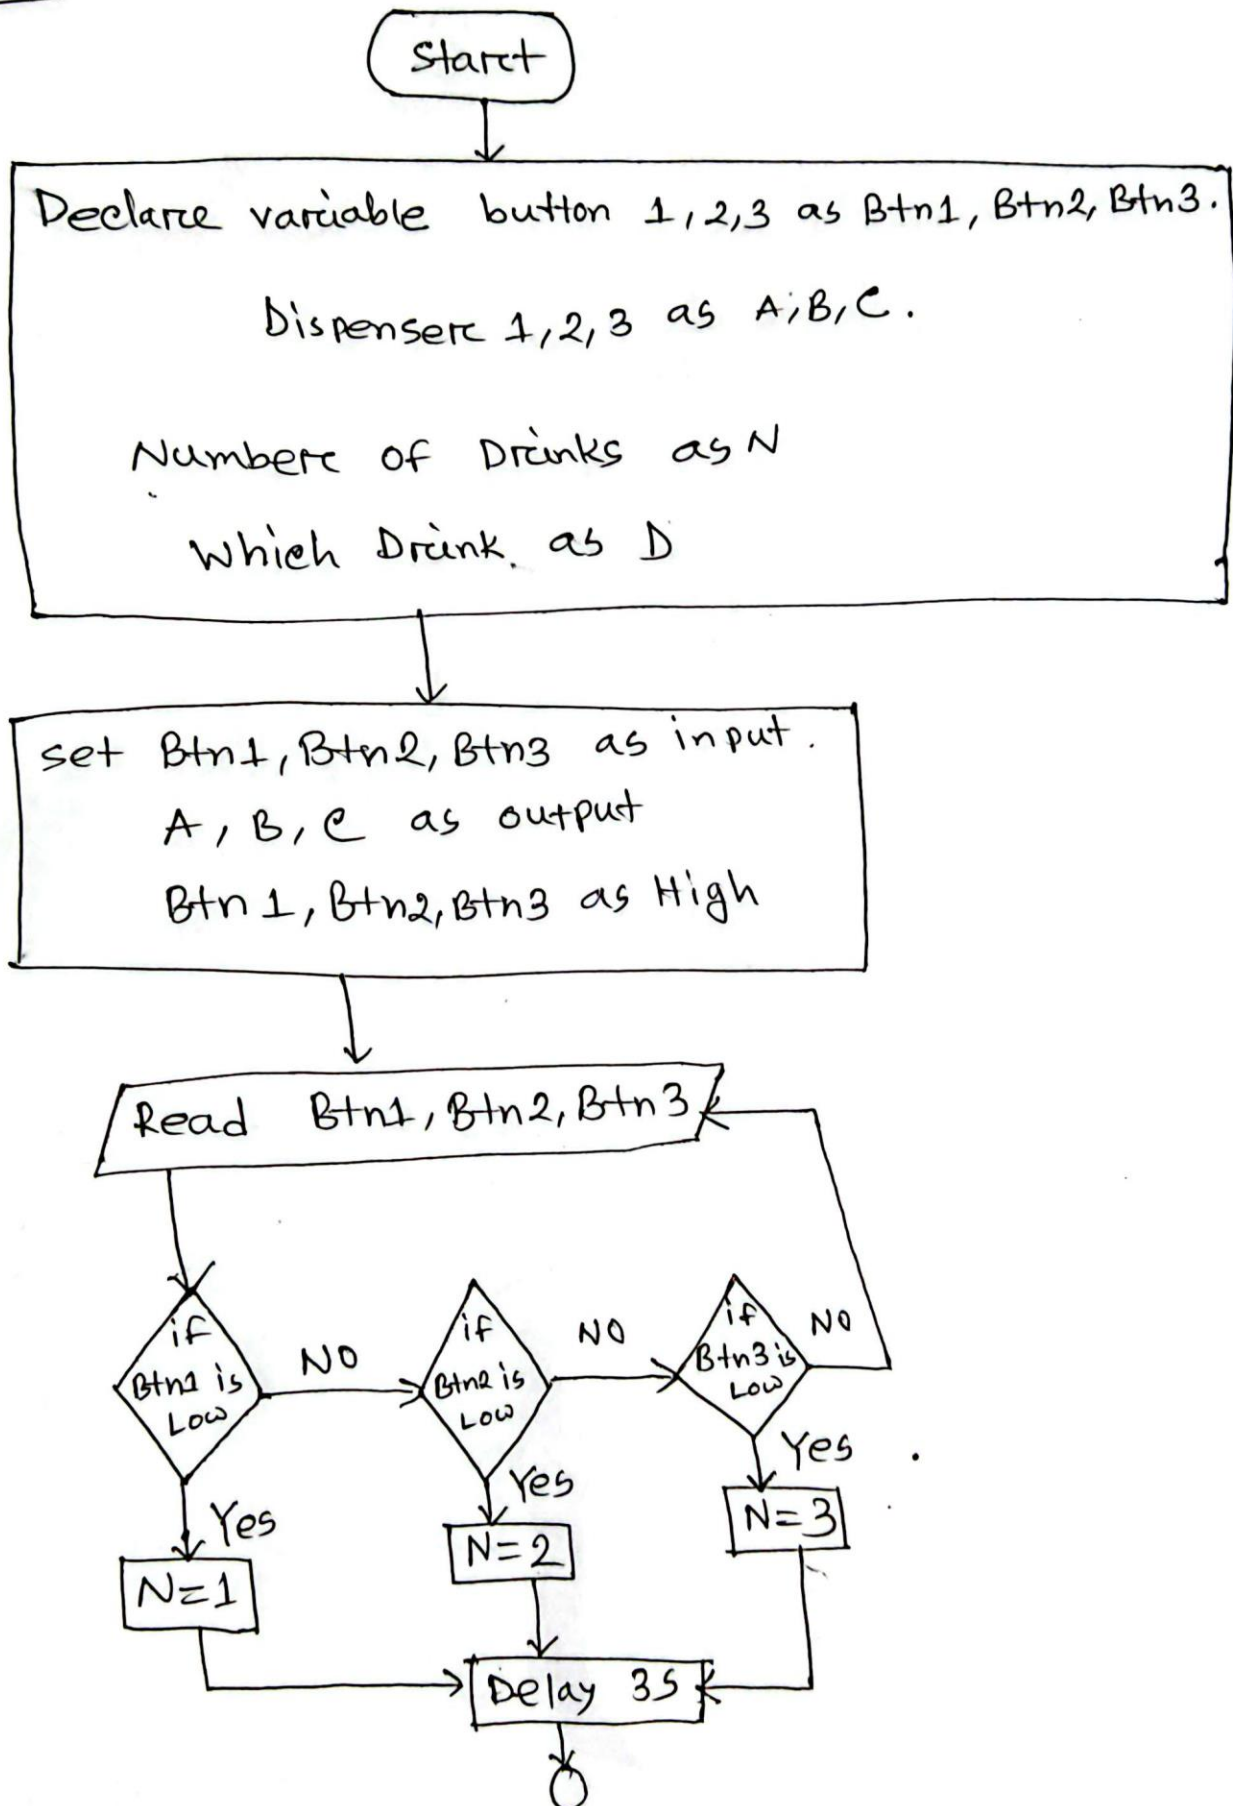 Start
Declare variable button 1,2,3 as Btn1, Btn2, Btn3.
Dispenser 1,2,3 as A,B,C.
Number of Drinks as N
Which Drink. as D
set Btn1, Btn2, Btn3 as input.
A, B, C as output
Btn1, Btn2, Btn3 as High
Read Btn1, Btn2, Btn3
if
Btn1 is
Low
NO
if
Btn2 is
Low
NO
if
Btn3 is
Low
NO
Yes
N=1
Yes
N=2
Yes
N=3
Delay 3S